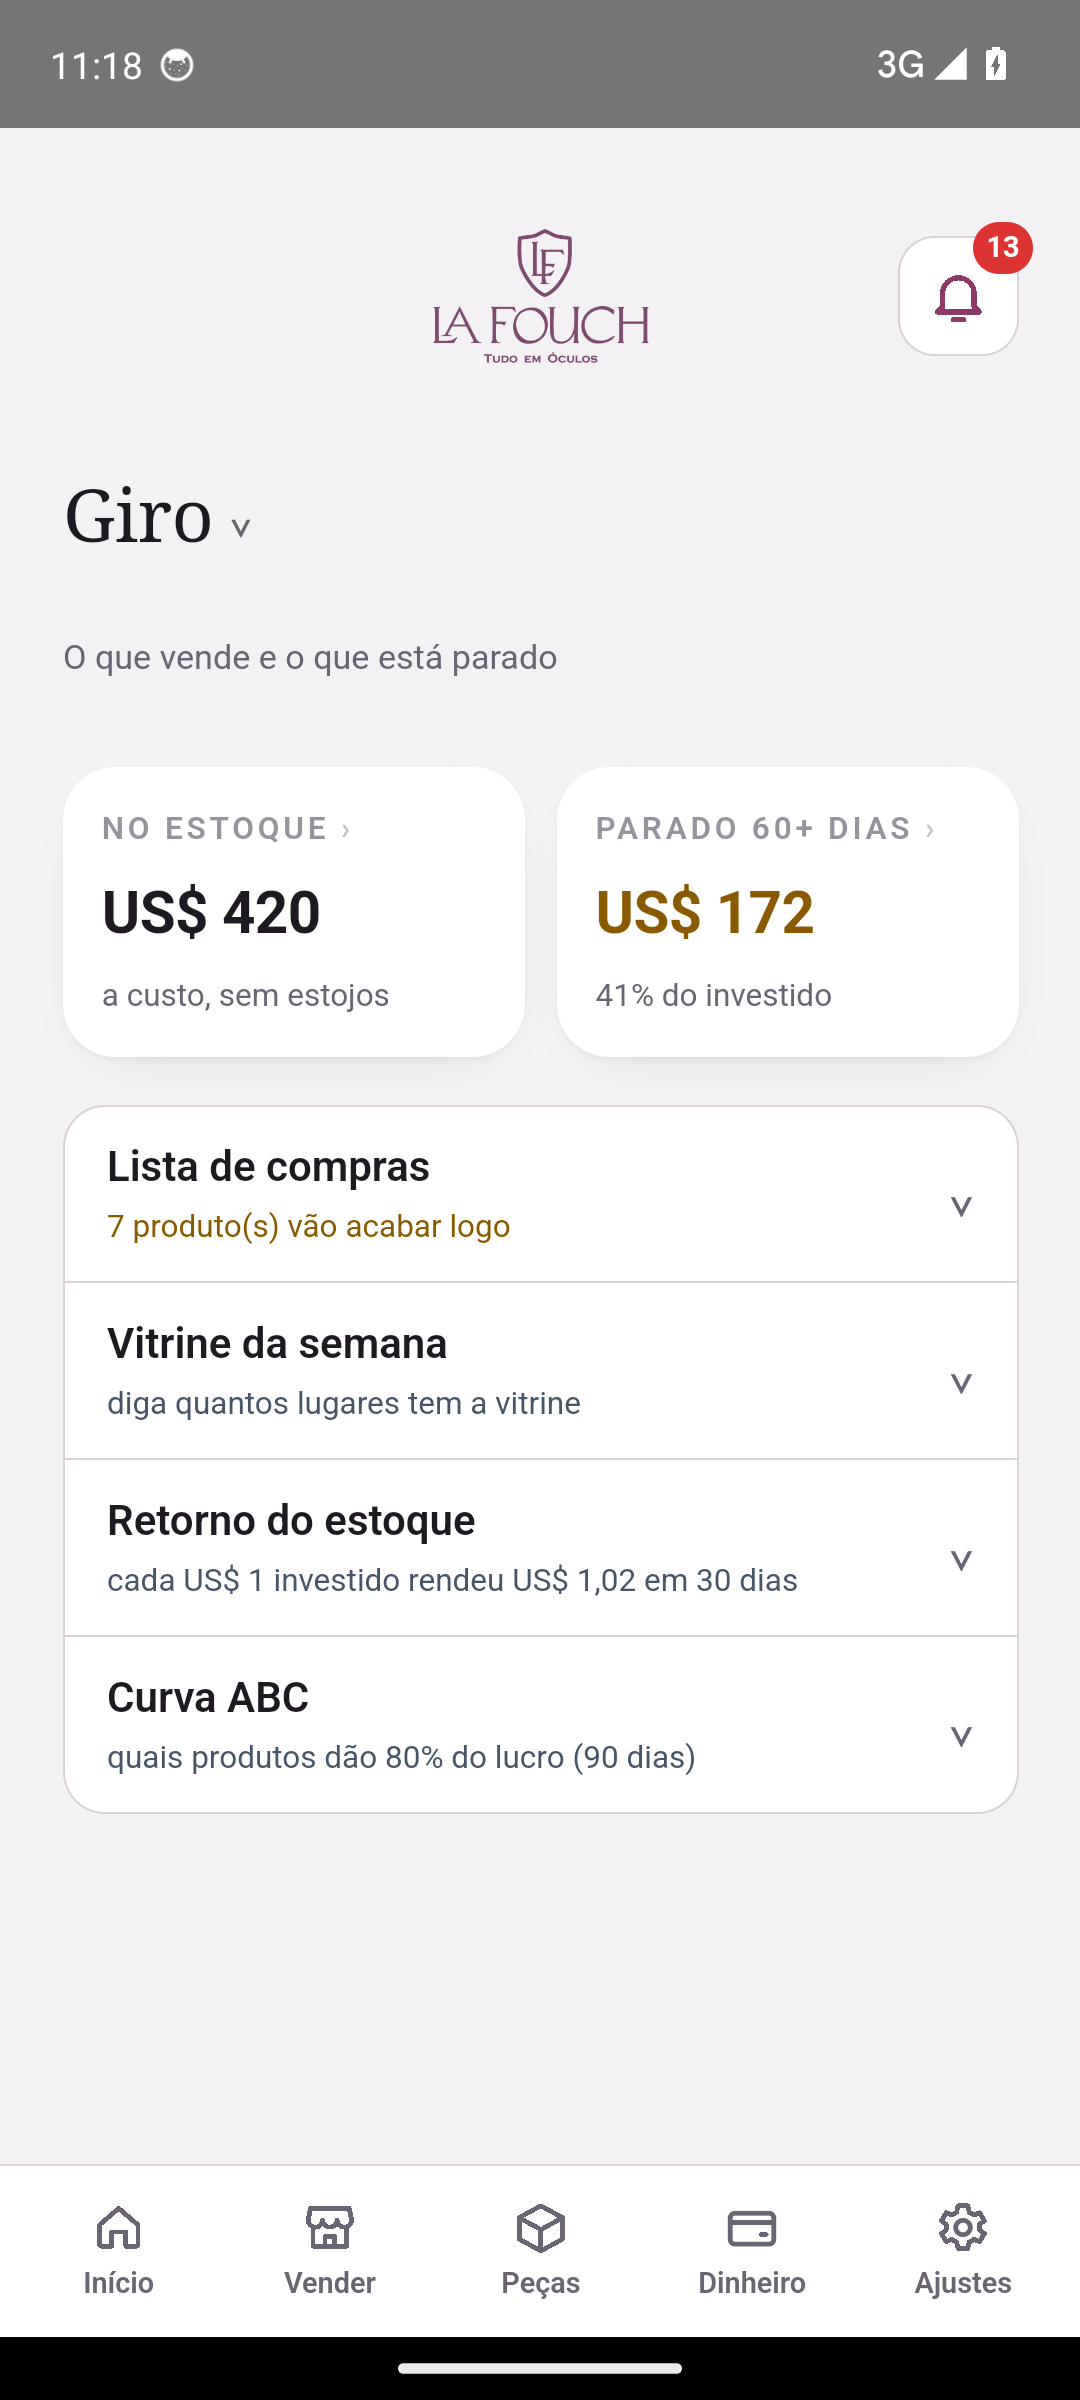 11:18
3G
13
LF
LA FOUCH
TUDO EM ÓCULOS
Giro
O que vende e o que está parado
NO ESTOQUE ›
US$ 420
a custo, sem estojos
PARADO 60+ DIAS ›
US$ 172
41% do investido
Lista de compras
7 produto(s) vão acabar logo
Vitrine da semana
diga quantos lugares tem a vitrine
Retorno do estoque
cada US$ 1 investido rendeu US$ 1,02 em 30 dias
Curva ABC
quais produtos dão 80% do lucro (90 dias)
Início
Vender
Peças
Dinheiro
Ajustes